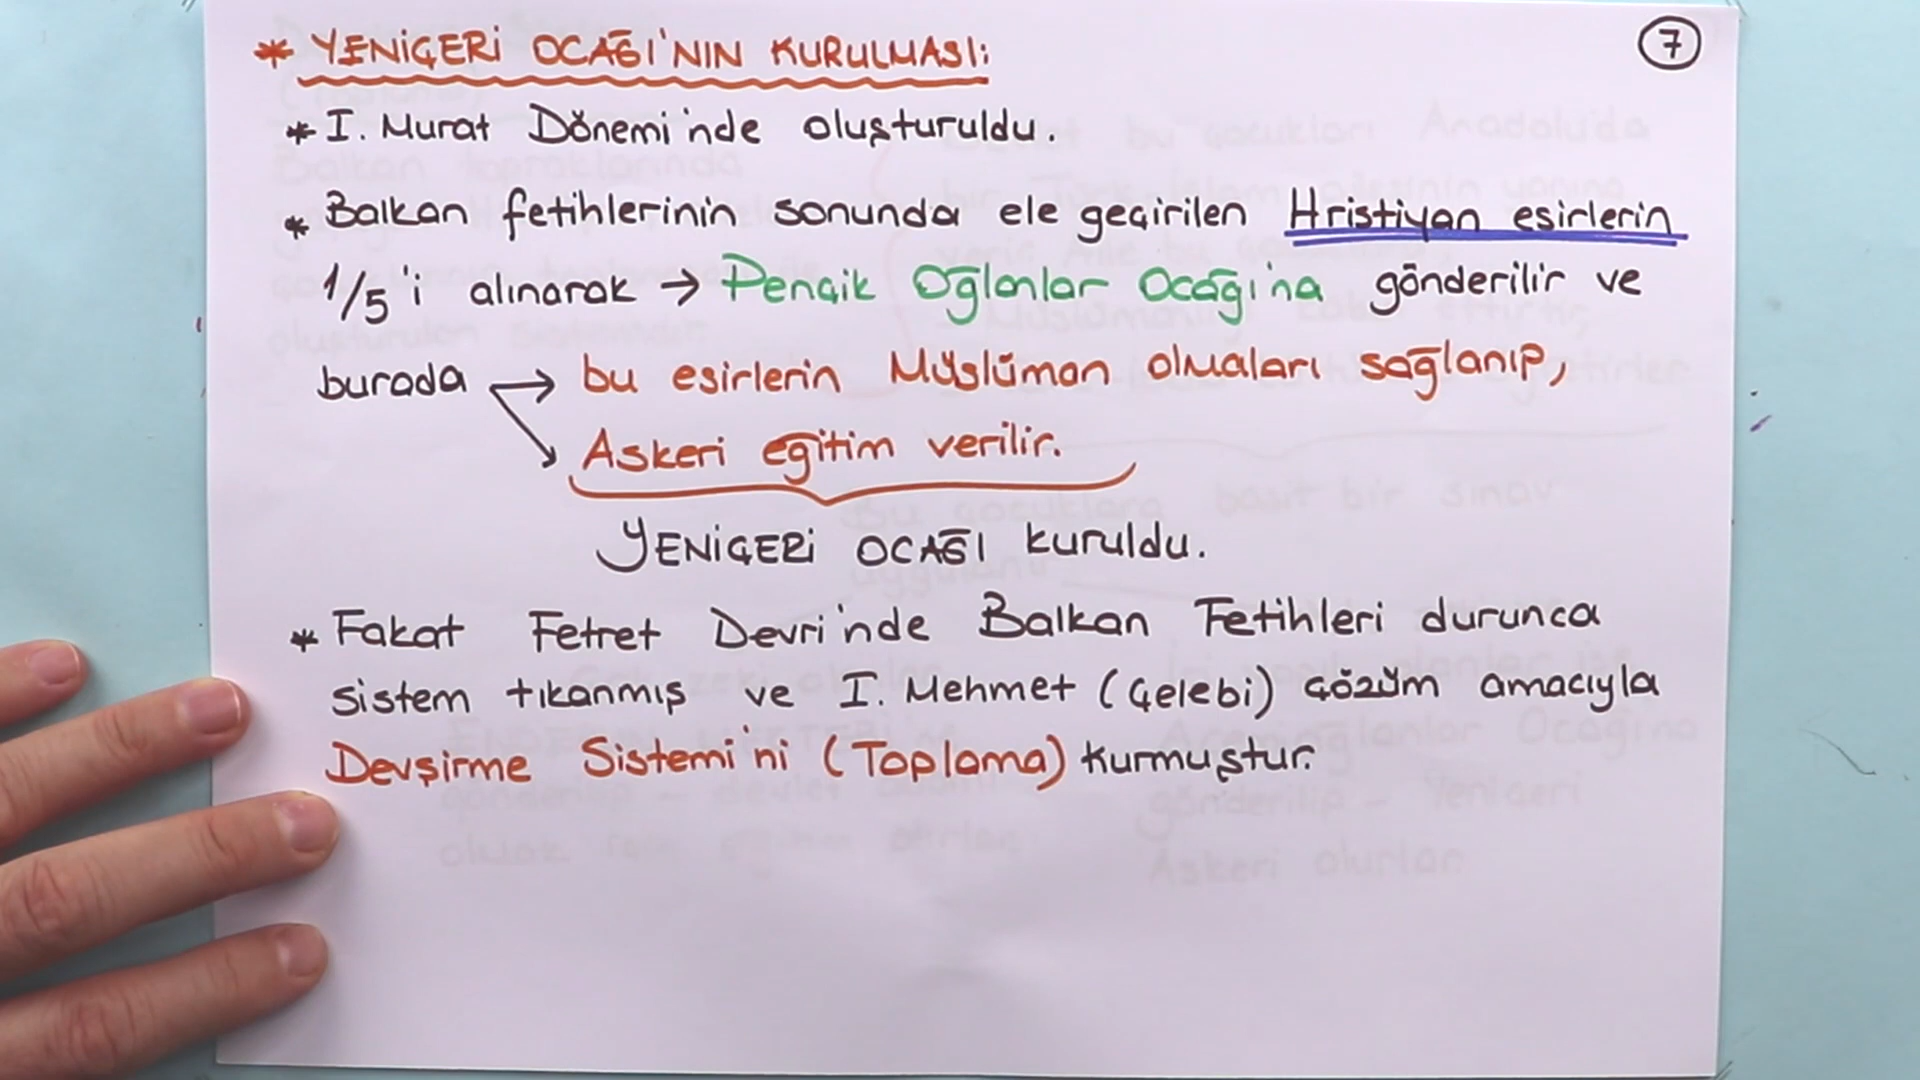 * YENİÇERİ OCAĞI'NIN KURULMASI:
7
* I. Murat Dönemi'nde oluşturuldu.
* Balkan fetihlerinin sonunda ele geçirilen Hristiyan esirlerin
1/5'i alınarak → Pençik Oğlanlar Ocağı'na gönderilir ve
burada → bu esirlerin Müslüman olmaları sağlanıp,
Askeri eğitim verilir.
YENİÇERİ OCAĞI kuruldu.
* Fakat Fetret Devri'nde Balkan Fetihleri durunca
sistem tıkanmış ve I. Mehmet (Çelebi) çözüm amacıyla
Devşirme Sistemi'ni (Toplama) kurmuştur.